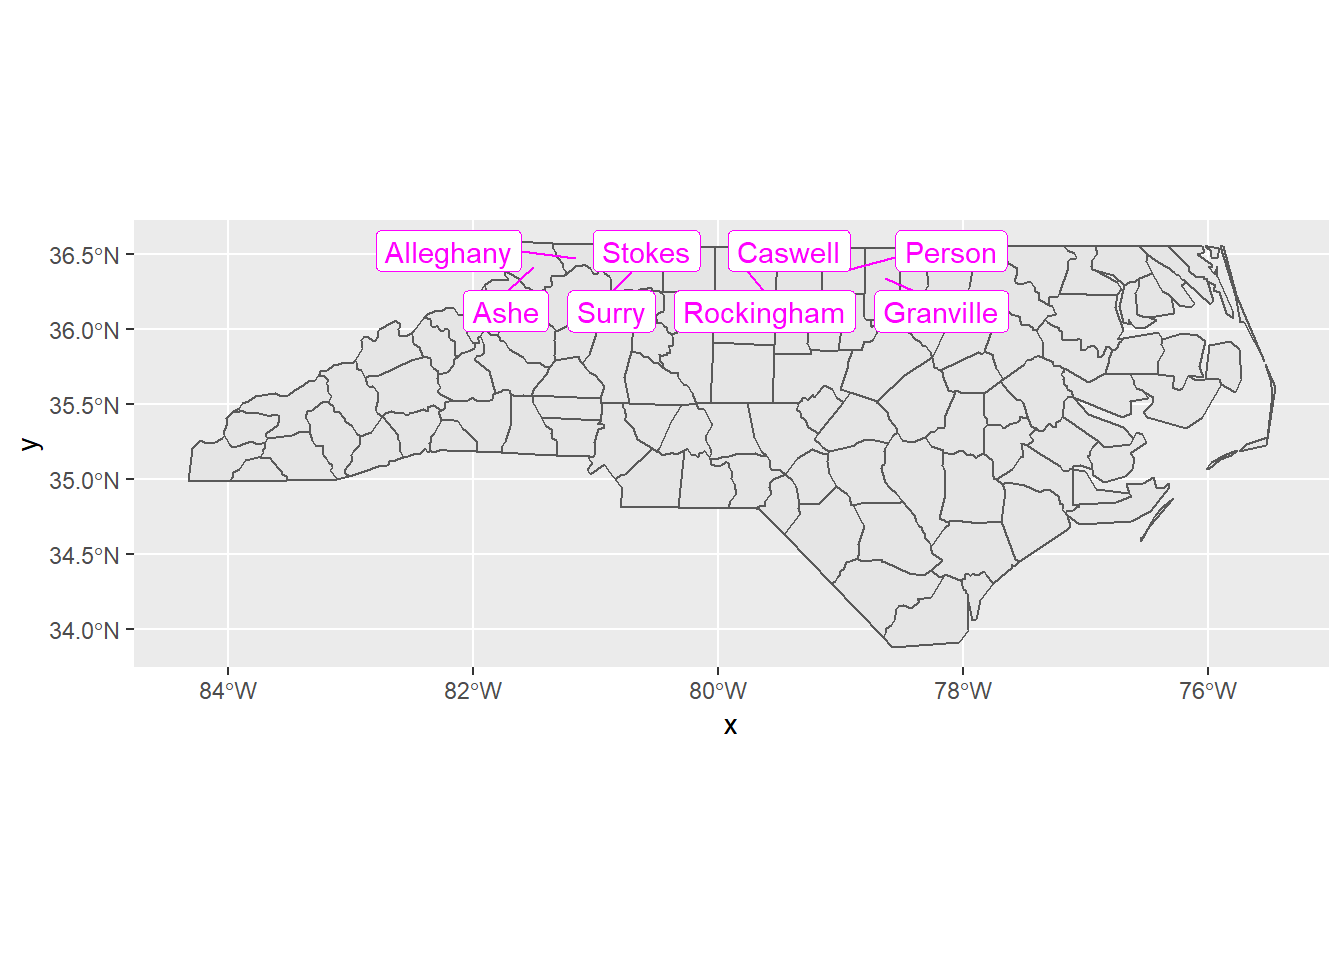 Alleghany Stokes Caswell Person
Ashe Surry Rockingham Granville
36.5°N
36.0°N
35.5°N
35.0°N
34.5°N
34.0°N
y
84°W 82°W 80°W 78°W 76°W
x